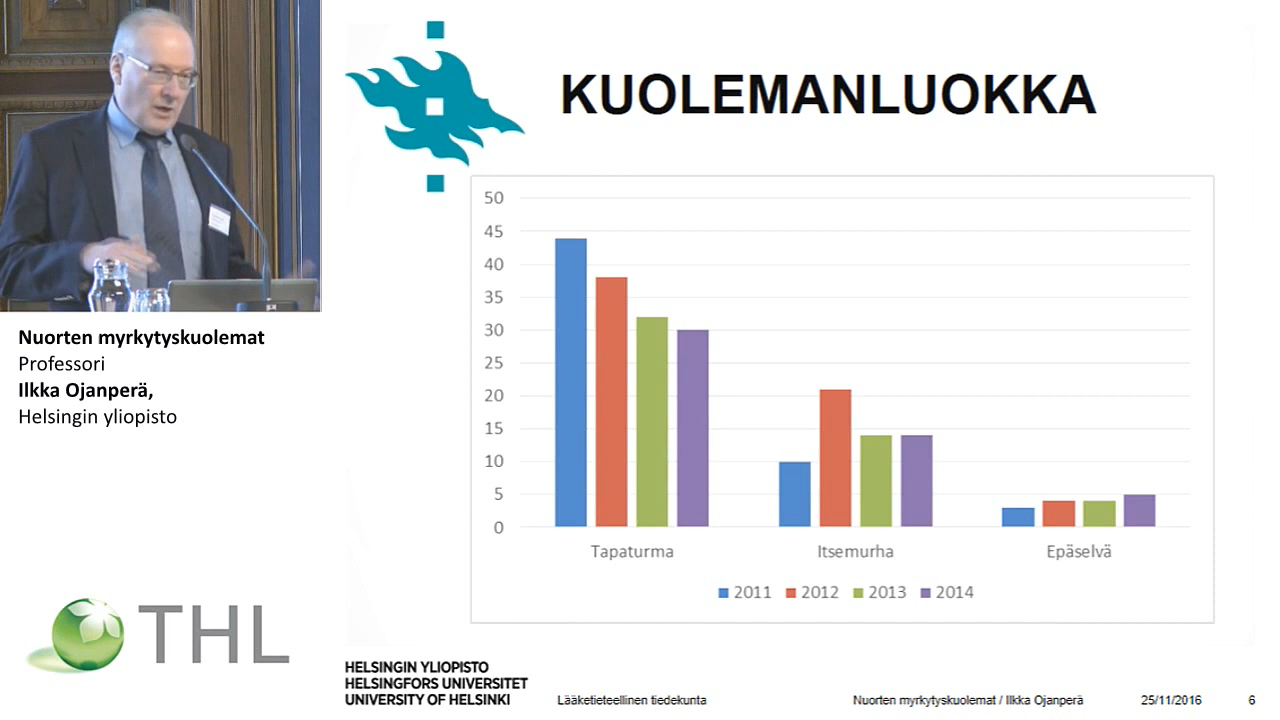 Nuorten myrkytyskuolemat
Professori
Ilkka Ojanperä,
Helsingin yliopisto
THL
KUOLEMANLUOKKA
50
45
40
35
30
25
20
15
10
5
0
Tapaturma Itsemurha Epäselvä
2011 2012 2013 2014
HELSINGIN YLIOPISTO
HELSINGFORS UNIVERSITET
UNIVERSITY OF HELSINKI
Lääketieteellinen tiedekunta
Nuorten myrkytyskuolemat / Ilkka Ojanperä
25/11/2016
6